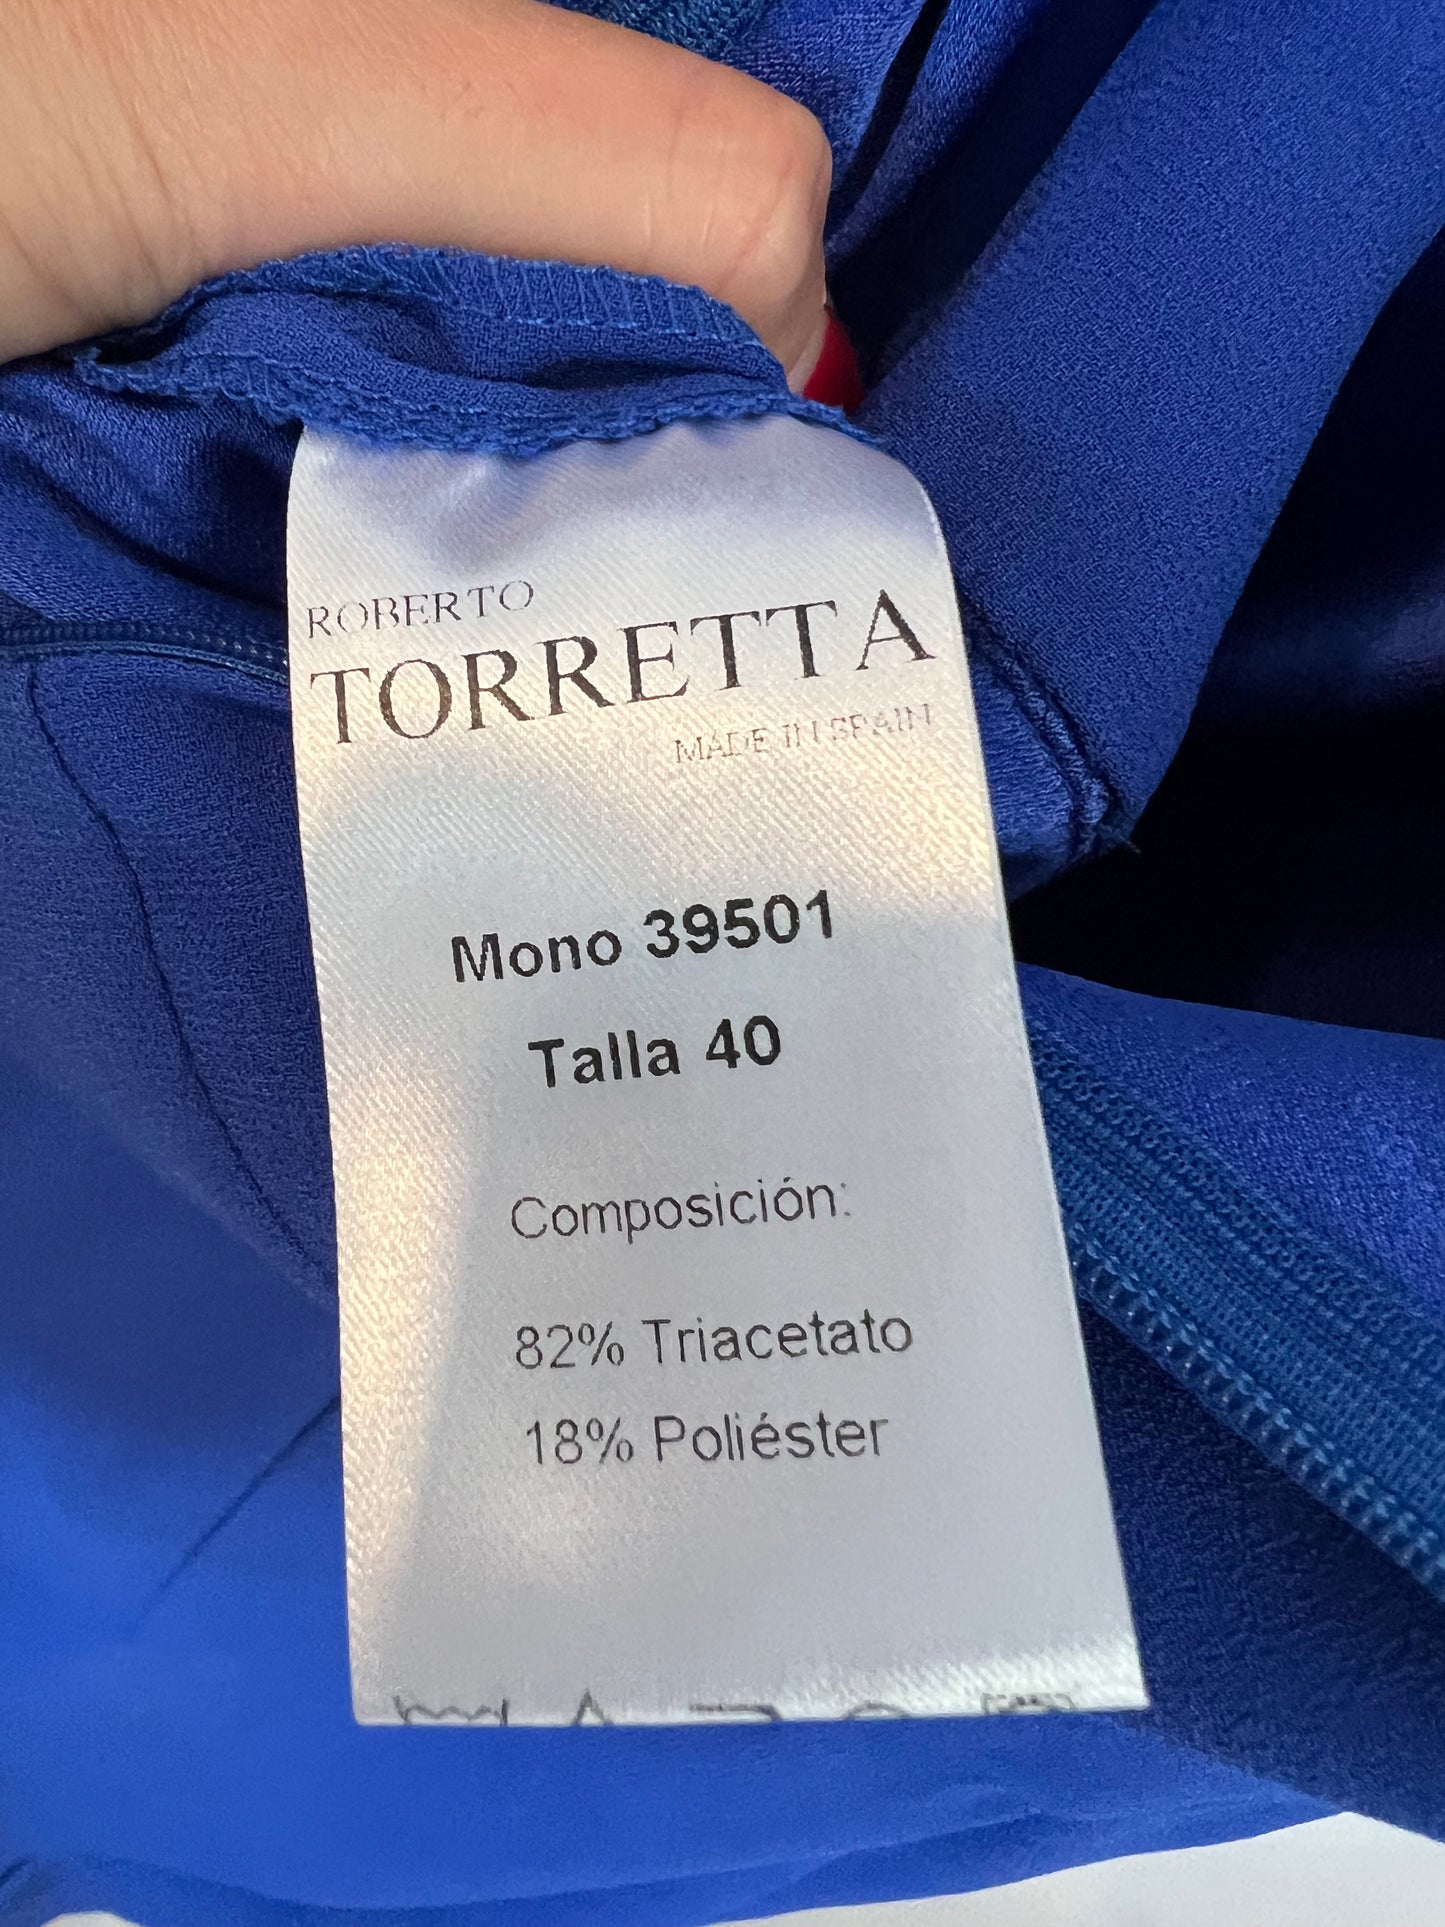 ROBERTO
TORRETTA
MADE IN SPAIN
Mono 39501
Talla 40
Composición:
82% Triacetato
18% Poliéster